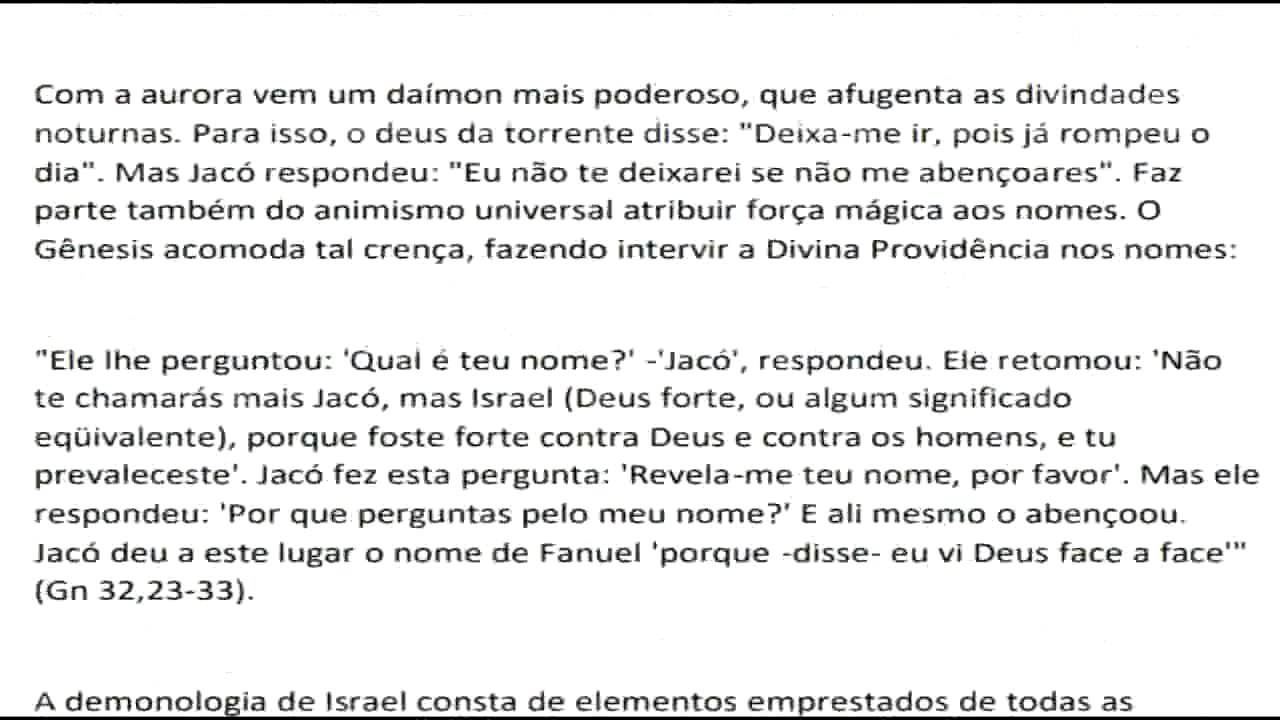 Com a aurora vem um daímon mais poderoso, que afugenta as divindades
noturnas. Para isso, o deus da torrente disse: "Deixa-me ir, pois já rompeu o
dia". Mas Jacó respondeu: "Eu não te deixarei se não me abençoares". Faz
parte também do animismo universal atribuir força mágica aos nomes. O
Gênesis acomoda tal crença, fazendo intervir a Divina Providência nos nomes:
"Ele lhe perguntou: 'Qual é teu nome?' -'Jacó', respondeu. Ele retomou: 'Não
te chamarás mais Jacó, mas Israel (Deus forte, ou algum significado
eqüivalente), porque foste forte contra Deus e contra os homens, e tu
prevaleceste'. Jacó fez esta pergunta: 'Revela-me teu nome, por favor'. Mas ele
respondeu: 'Por que perguntas pelo meu nome?' E ali mesmo o abençoou.
Jacó deu a este lugar o nome de Fanuel 'porque -disse- eu vi Deus face a face'"
(Gn 32,23-33).
A demonologia de Israel consta de elementos emprestados de todas as